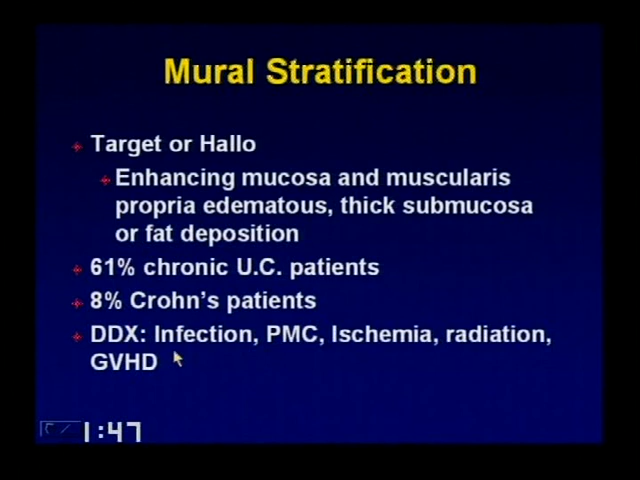 Mural Stratification
Target or Hallo
Enhancing mucosa and muscularis
propria edematous, thick submucosa
or fat deposition
61% chronic U.C. patients
8% Crohn's patients
DDX: Infection, PMC, Ischemia, radiation,
GVHD
1:47